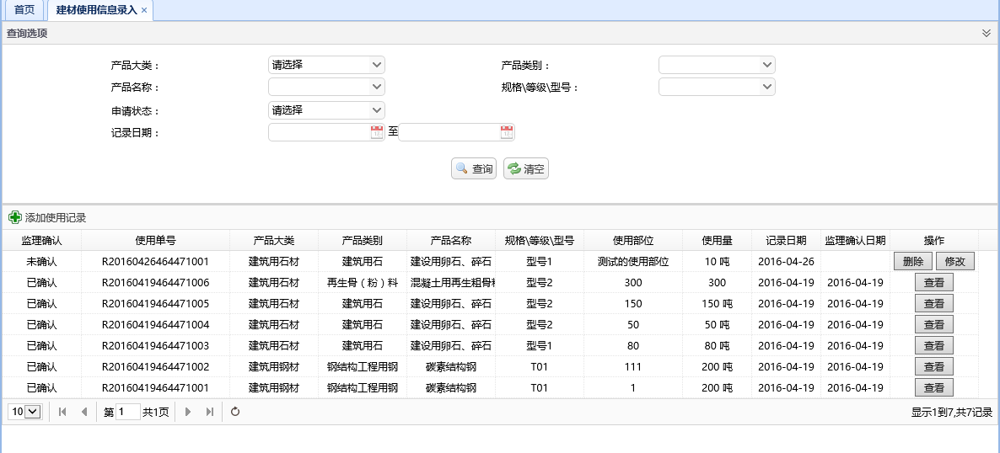 首页 建材使用信息录入 ×
查询选项
产品大类： 请选择 产品类别：
产品名称： 规格\等级\型号：
申请状态： 请选择
记录日期： 至
查询 清空
添加使用记录
监理确认 使用单号 产品大类 产品类别 产品名称 规格\等级\型号 使用部位 使用量 记录日期 监理确认日期 操作
未确认 R20160426464471001 建筑用石材 建筑用石 建设用卵石、碎石 型号1 测试的使用部位 10 吨 2016-04-26 删除 修改
已确认 R20160419464471006 建筑用石材 再生骨（粉）料 混凝土用再生粗骨料 型号2 300 300 2016-04-19 2016-04-19 查看
已确认 R20160419464471005 建筑用石材 建筑用石 建设用卵石、碎石 型号2 150 150 吨 2016-04-19 2016-04-19 查看
已确认 R20160419464471004 建筑用石材 建筑用石 建设用卵石、碎石 型号2 50 50 吨 2016-04-19 2016-04-19 查看
已确认 R20160419464471003 建筑用石材 建筑用石 建设用卵石、碎石 型号1 80 80 吨 2016-04-19 2016-04-19 查看
已确认 R20160419464471002 建筑用钢材 钢结构工程用钢 碳素结构钢 T01 111 200 吨 2016-04-19 2016-04-19 查看
已确认 R20160419464471001 建筑用钢材 钢结构工程用钢 碳素结构钢 T01 1 200 吨 2016-04-19 2016-04-19 查看
10 第 1 共1页 显示1到7,共7记录